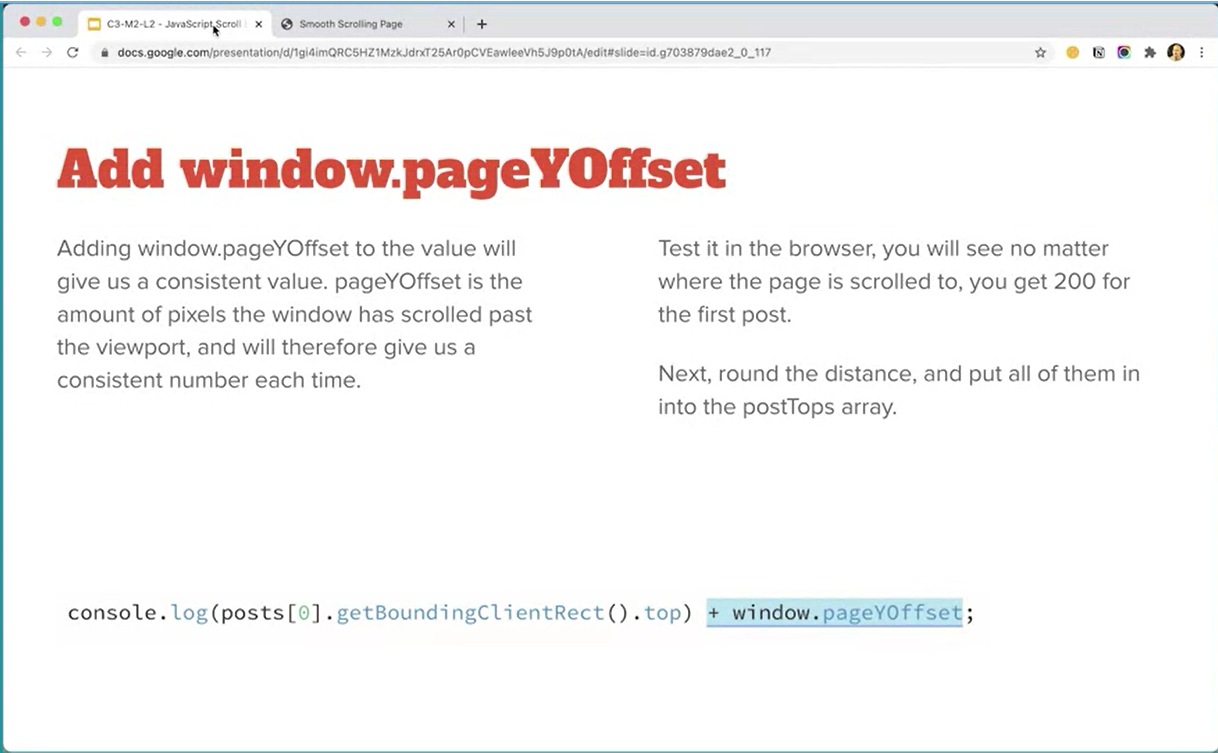 C3-M2-L2 - JavaScript Scroll
Smooth Scrolling Page
docs.google.com/presentation/d/1gi4imQRC5HZ1MzkJdrxT25Ar0pCVEawleeVh5J9p0tA/edit#slide=id.g703879dae2_0_117
Add window.pageYOffset
Adding window.pageYOffset to the value will
give us a consistent value. pageYOffset is the
amount of pixels the window has scrolled past
the viewport, and will therefore give us a
consistent number each time.
Test it in the browser, you will see no matter
where the page is scrolled to, you get 200 for
the first post.
Next, round the distance, and put all of them in
into the postTops array.
console.log(posts[0].getBoundingClientRect().top) + window.pageYOffset;